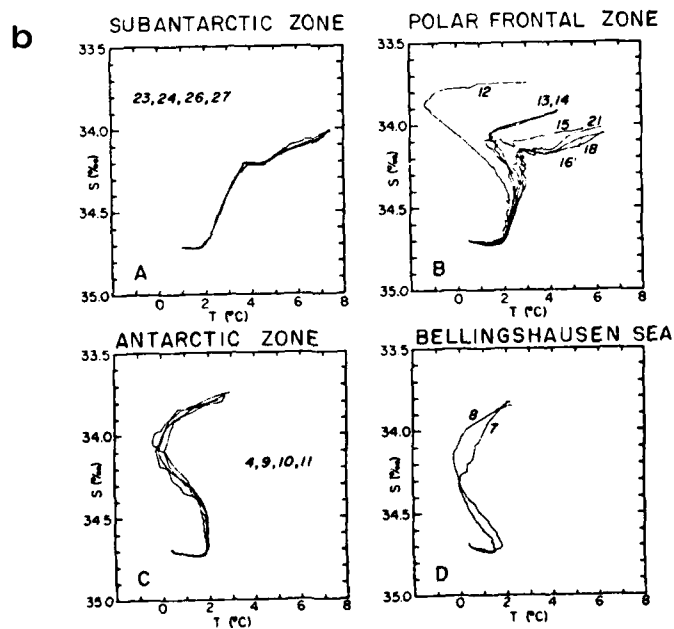 b
SUBANTARCTIC ZONE
33.5
34.0
34.5
35.0
S (‰)
23, 24, 26, 27
A
0 2 4 6 8
T (°C)
POLAR FRONTAL ZONE
33.5
34.0
34.5
35.0
S (‰)
12
13, 14
15
21
18
16
B
0 2 4 6 8
T (°C)
ANTARCTIC ZONE
33.5
34.0
34.5
35.0
S (‰)
4, 9, 10, 11
C
0 2 4 6 8
T (°C)
BELLINGSHAUSEN SEA
33.5
34.0
34.5
35.0
S (‰)
8
7
D
0 2 4 6 8
T (°C)